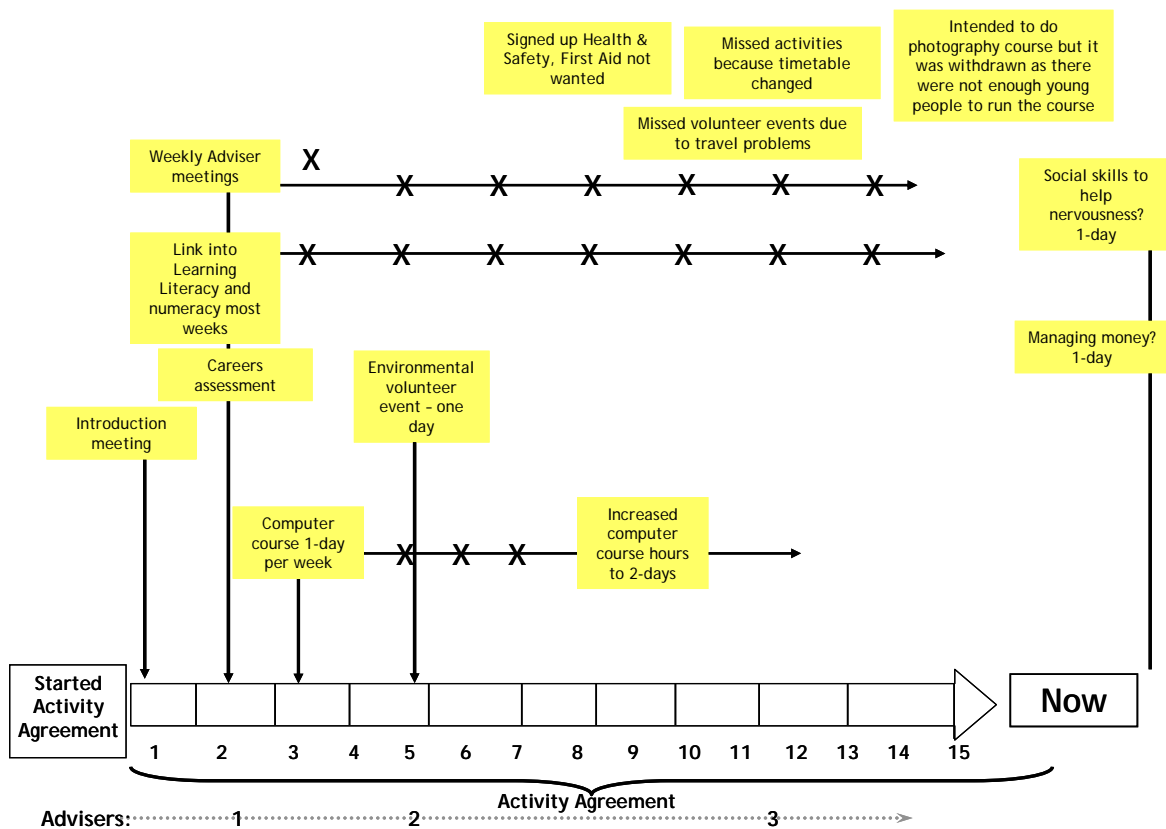 Signed up Health &
Safety, First Aid not
wanted
Missed activities
because timetable
changed
Intended to do
photography course but it
was withdrawn as there
were not enough young
people to run the course
Missed volunteer events due
to travel problems
Weekly Adviser
meetings
X
X X X X X X
Social skills to
help
nervousness?
1-day
Link into
Learning
Literacy and
numeracy most
weeks
X X X X X X X
Managing money?
1-day
Careers
assessment
Environmental
volunteer
event - one
day
Introduction
meeting
Computer
course 1-day
per week
X X X
Increased
computer
course hours
to 2-days
Started
Activity
Agreement
Now
1 2 3 4 5 6 7 8 9 10 11 12 13 14 15
Activity Agreement
Advisers: 1 2 3